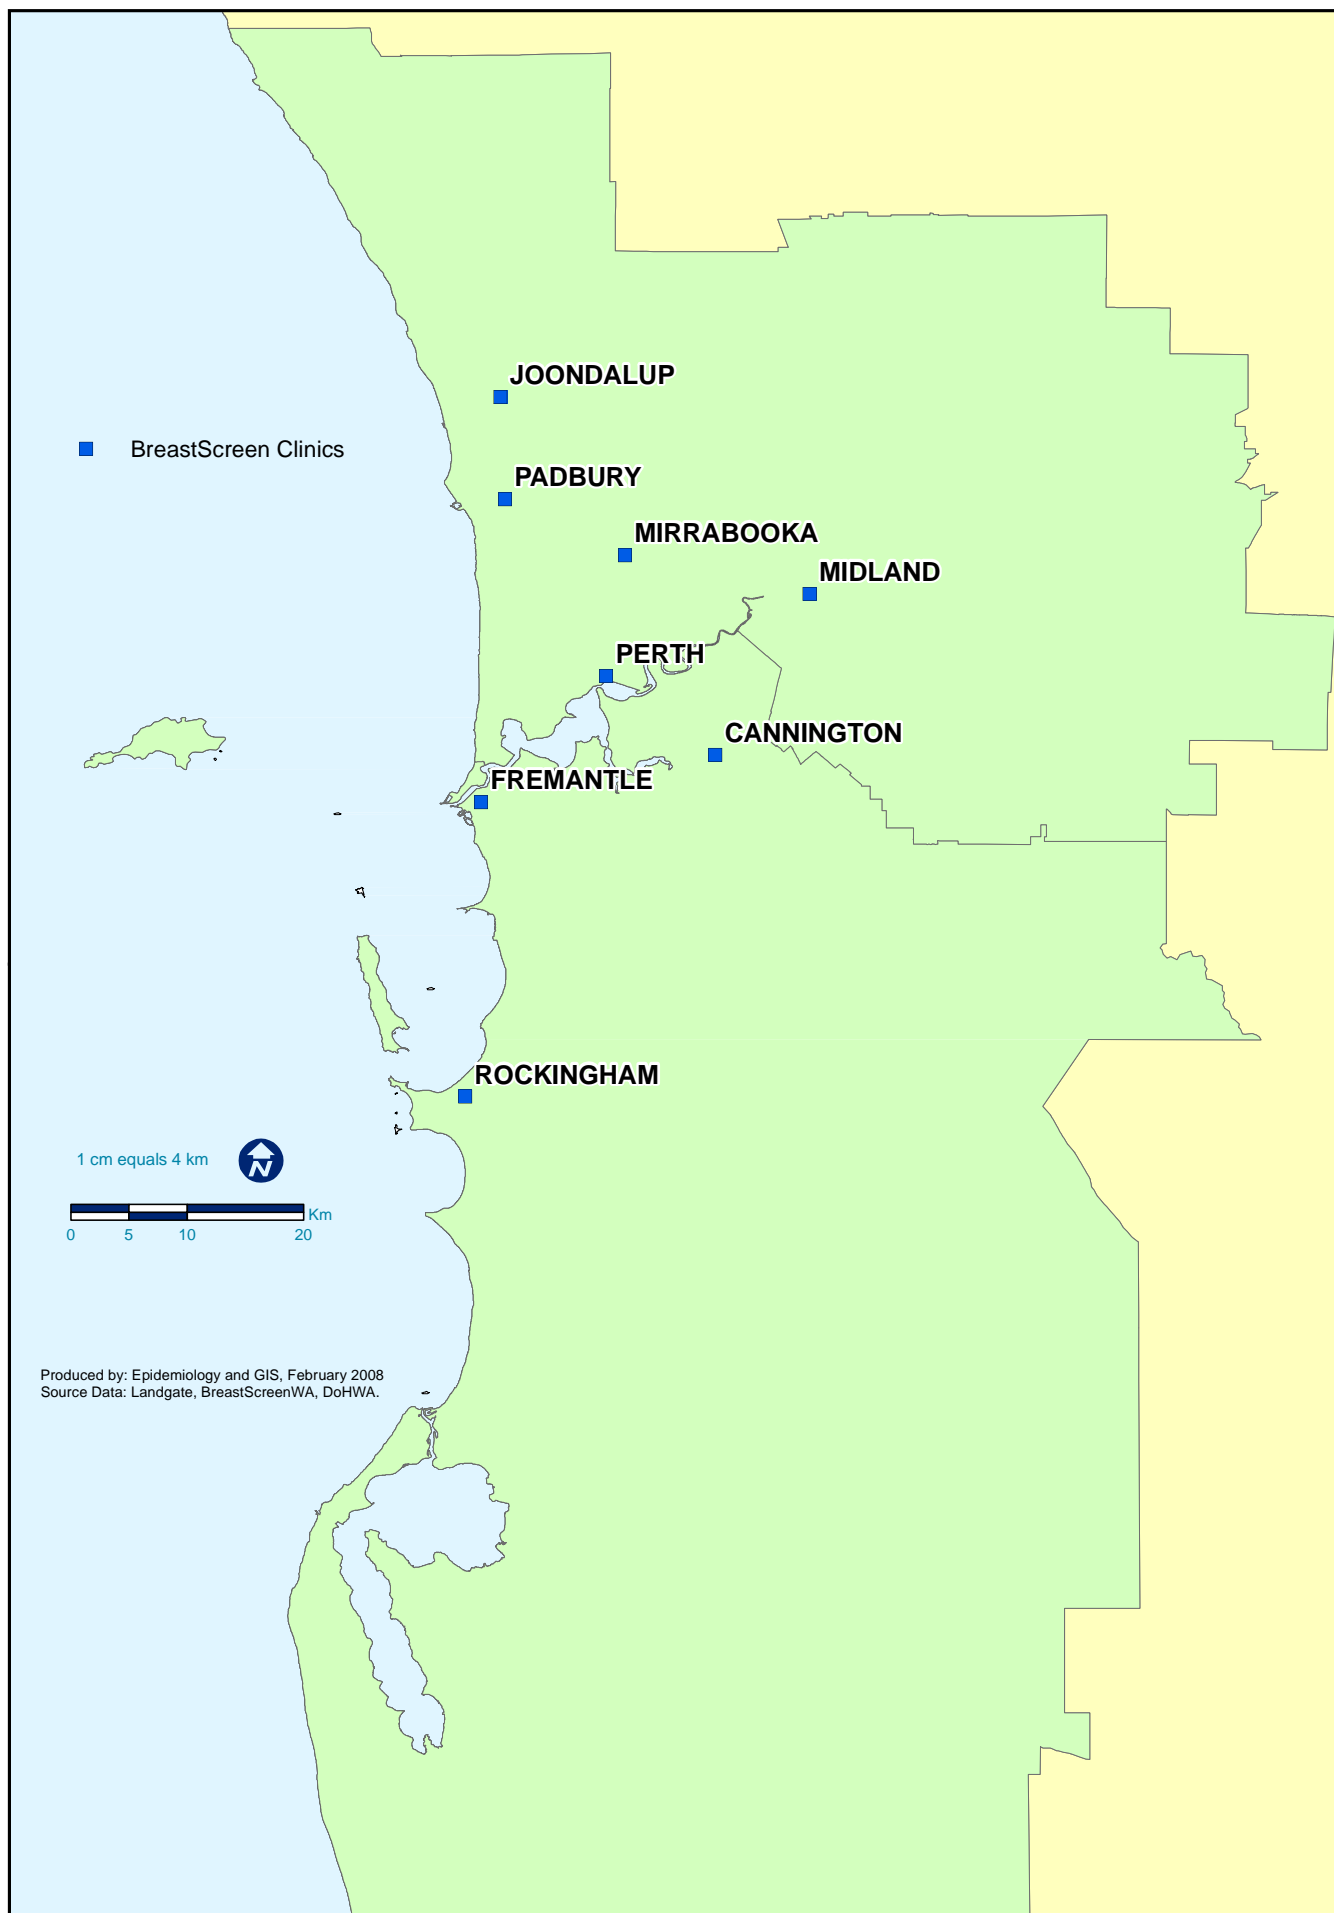 JOONDALUP
BreastScreen Clinics
PADBURY
MIRRABOOKA
MIDLAND
PERTH
CANNINGTON
FREMANTLE
ROCKINGHAM
1 cm equals 4 km
N
Km
0 5 10 20
Produced by: Epidemiology and GIS, February 2008
Source Data: Landgate, BreastScreenWA, DoHWA.